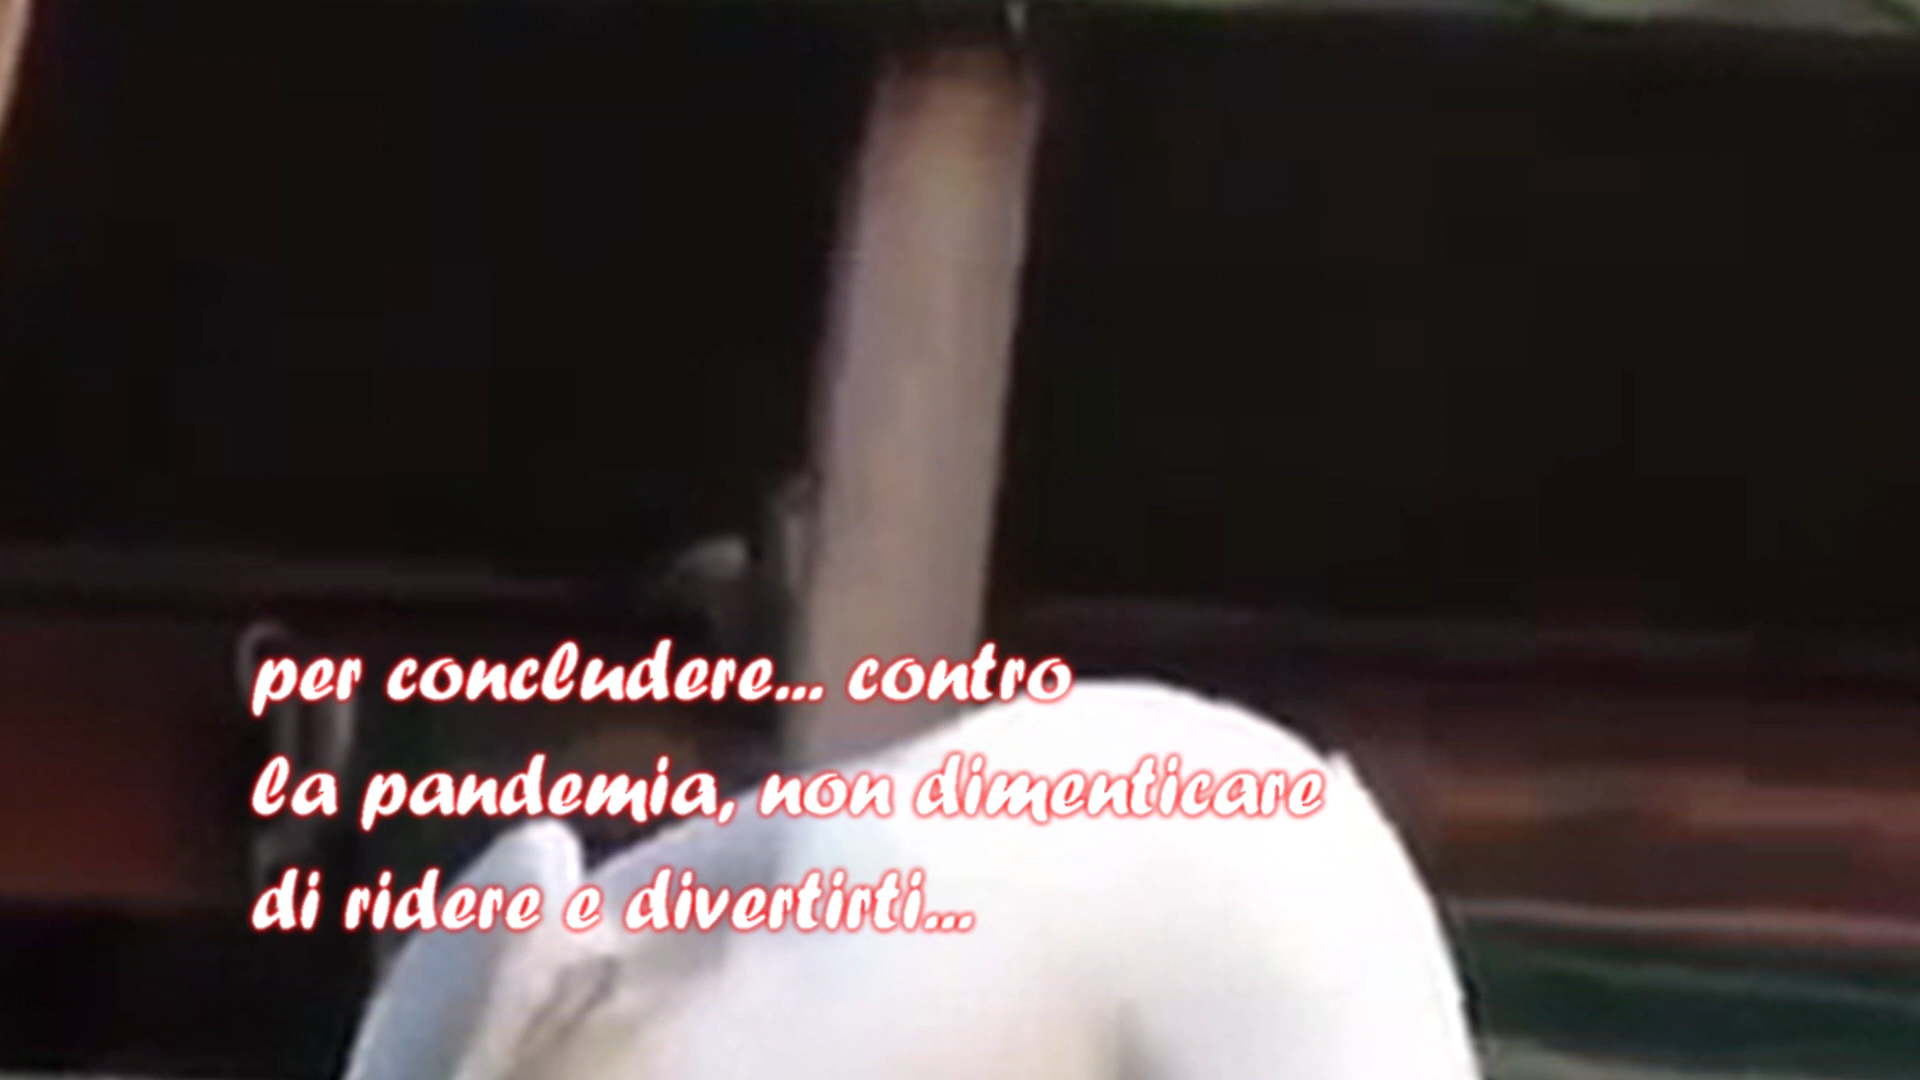 per concludere... contro
la pandemia, non dimenticare
di ridere e divertirti...